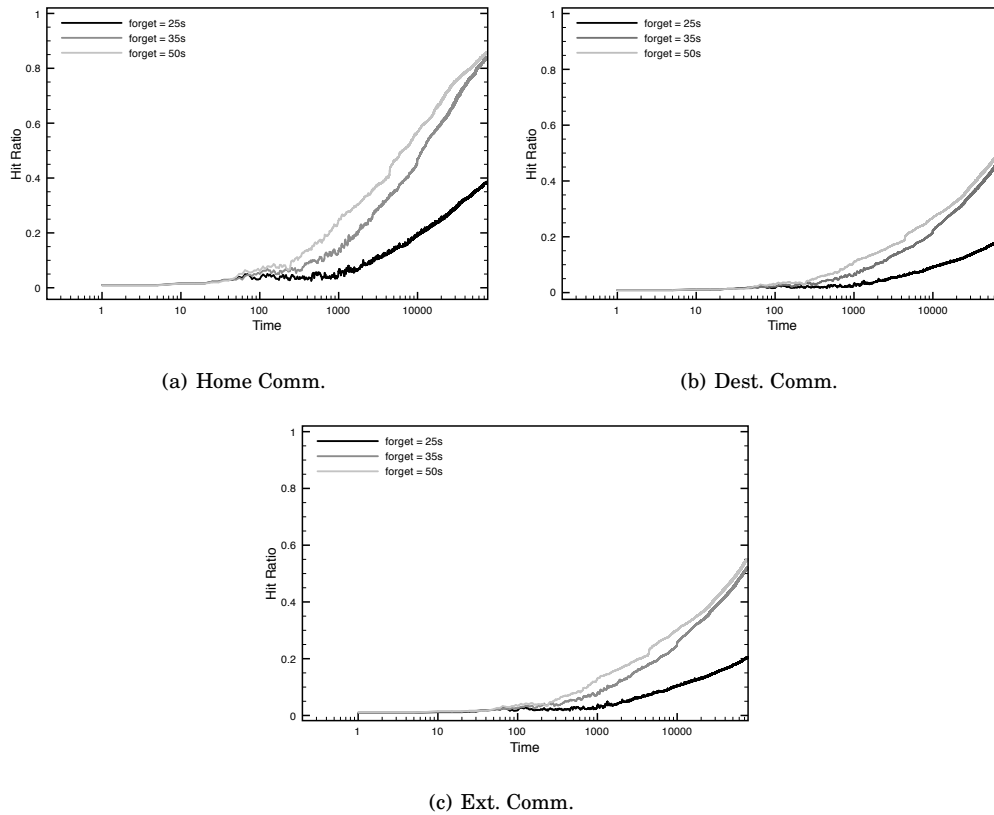 1
0.8
0.6
0.4
0.2
0
Hit Ratio
forget = 25s
forget = 35s
forget = 50s
1 10 100 1000 10000
Time
(a) Home Comm.
1
0.8
0.6
0.4
0.2
0
Hit Ratio
forget = 25s
forget = 35s
forget = 50s
1 10 100 1000 10000
Time
(b) Dest. Comm.
1
0.8
0.6
0.4
0.2
0
Hit Ratio
forget = 25s
forget = 35s
forget = 50s
1 10 100 1000 10000
Time
(c) Ext. Comm.